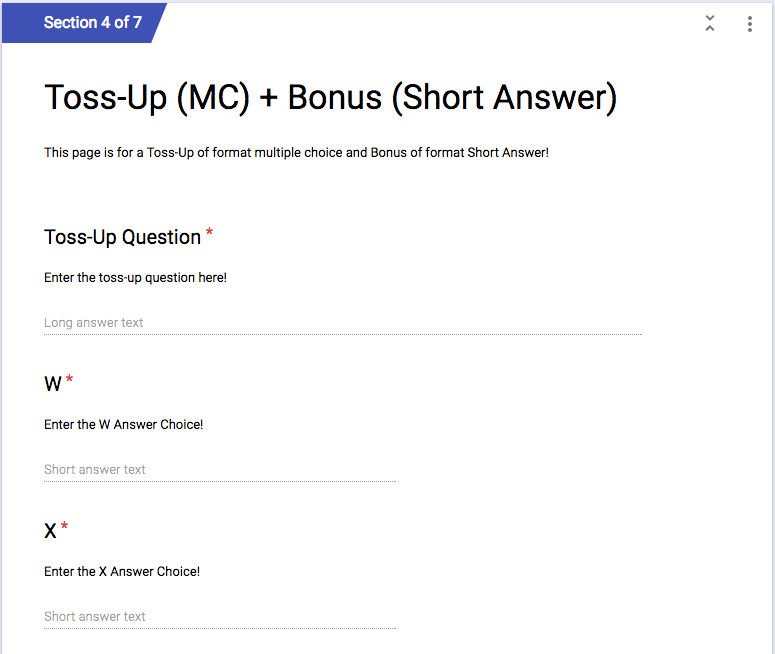 Section 4 of 7
Toss-Up (MC) + Bonus (Short Answer)
This page is for a Toss-Up of format multiple choice and Bonus of format Short Answer!
Toss-Up Question *
Enter the toss-up question here!
Long answer text
W *
Enter the W Answer Choice!
Short answer text
X *
Enter the X Answer Choice!
Short answer text